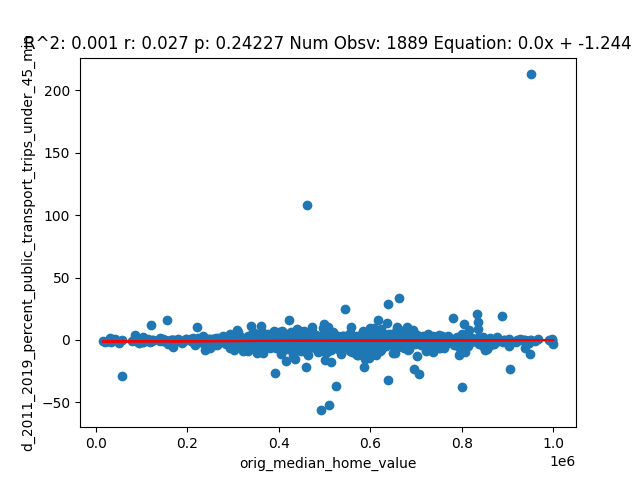 R^2: 0.001 r: 0.027 p: 0.24227 Num Obsv: 1889 Equation: 0.0x + -1.244
d_2011_2019_percent_public_transport_trips_under_45_min
200
150
100
50
0
−50
0.0 0.2 0.4 0.6 0.8 1.0
1e6
orig_median_home_value